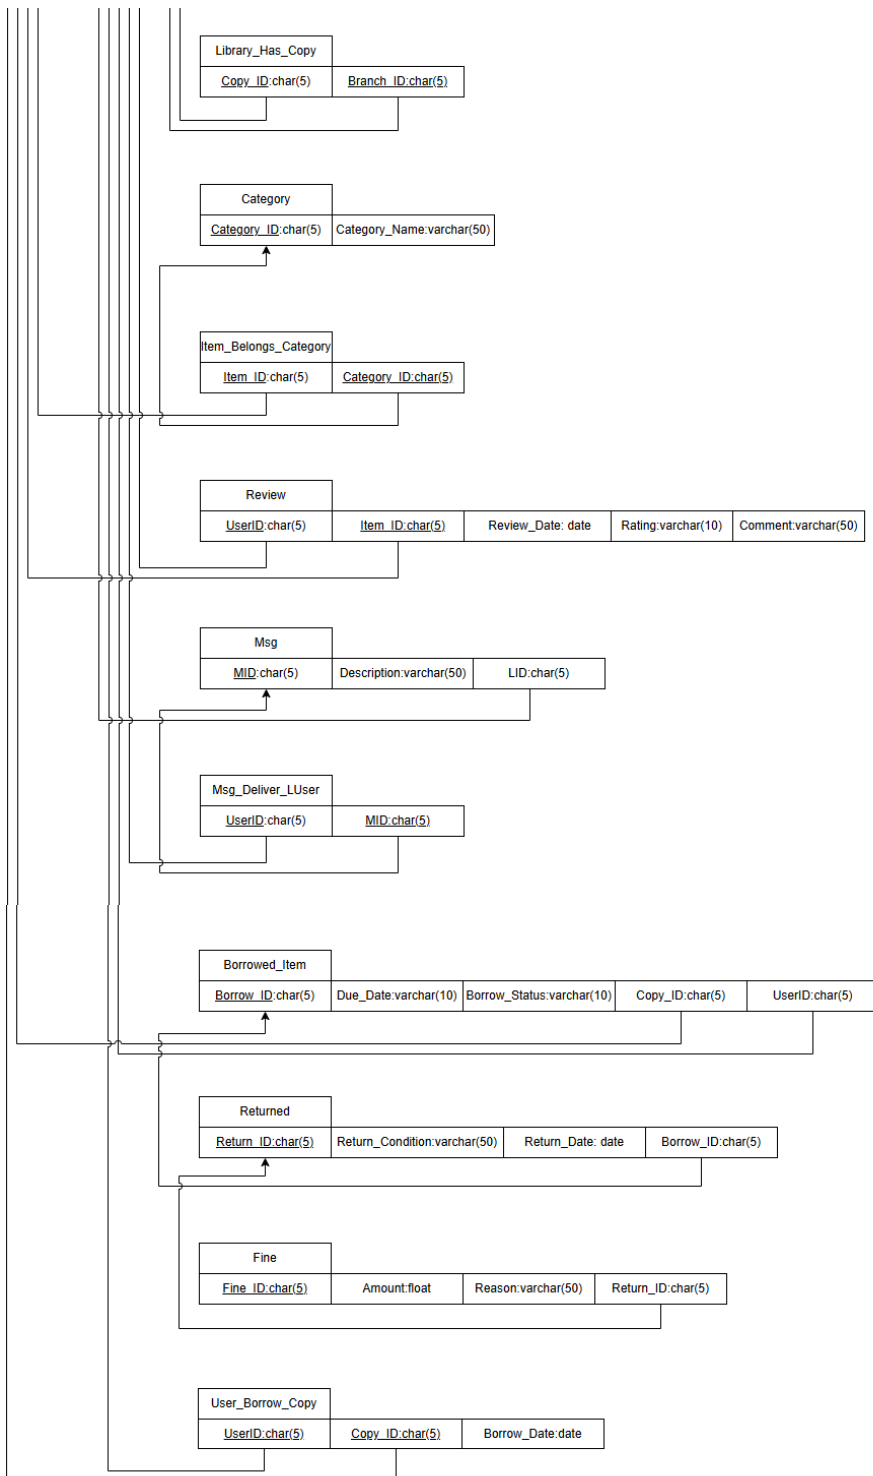 Library_Has_Copy
Copy_ID:char(5) Branch_ID:char(5)
Category
Category_ID:char(5) Category_Name:varchar(50)
Item_Belongs_Category
Item_ID:char(5) Category_ID:char(5)
Review
UserID:char(5) Item_ID:char(5) Review_Date: date Rating:varchar(10) Comment:varchar(50)
Msg
MID:char(5) Description:varchar(50) LID:char(5)
Msg_Deliver_LUser
UserID:char(5) MID:char(5)
Borrowed_Item
Borrow_ID:char(5) Due_Date:varchar(10) Borrow_Status:varchar(10) Copy_ID:char(5) UserID:char(5)
Returned
Return_ID:char(5) Return_Condition:varchar(50) Return_Date: date Borrow_ID:char(5)
Fine
Fine_ID:char(5) Amount:float Reason:varchar(50) Return_ID:char(5)
User_Borrow_Copy
UserID:char(5) Copy_ID:char(5) Borrow_Date:date